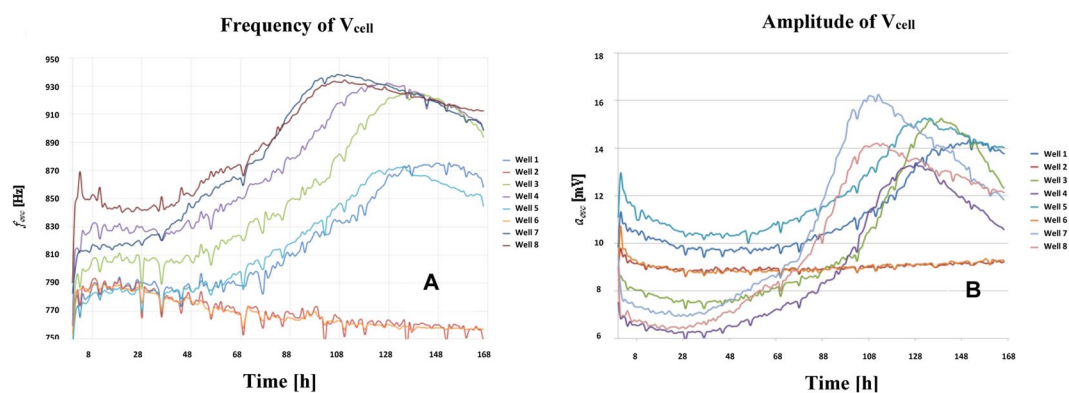 Frequency of Vcell
950
930
910
890
870
850
830
810
790
770
750
fosc [Hz]
8 28 48 68 88 108 128 148 168
Time [h]
A
Well 1
Well 2
Well 3
Well 4
Well 5
Well 6
Well 7
Well 8
Amplitude of Vcell
18
16
14
12
10
8
6
aosc [mV]
8 28 48 68 88 108 128 148 168
Time [h]
B
Well 1
Well 2
Well 3
Well 4
Well 5
Well 6
Well 7
Well 8